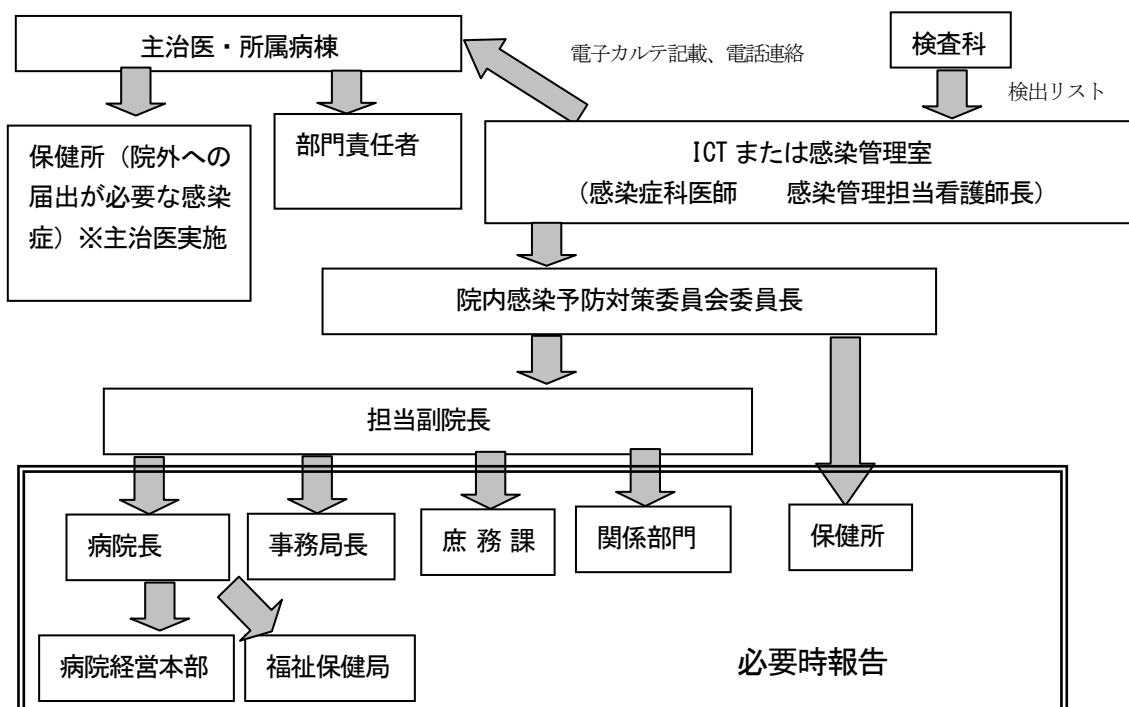 主治医・所属病棟
電子カルテ記載、電話連絡
検査科
検出リスト
保健所（院外への
届出が必要な感染
症）※主治医実施
部門責任者
ICT または感染管理室
（感染症科医師　　感染管理担当看護師長）
院内感染予防対策委員会委員長
担当副院長
病院長
事務局長
庶 務 課
関係部門
保健所
病院経営本部
福祉保健局
必要時報告